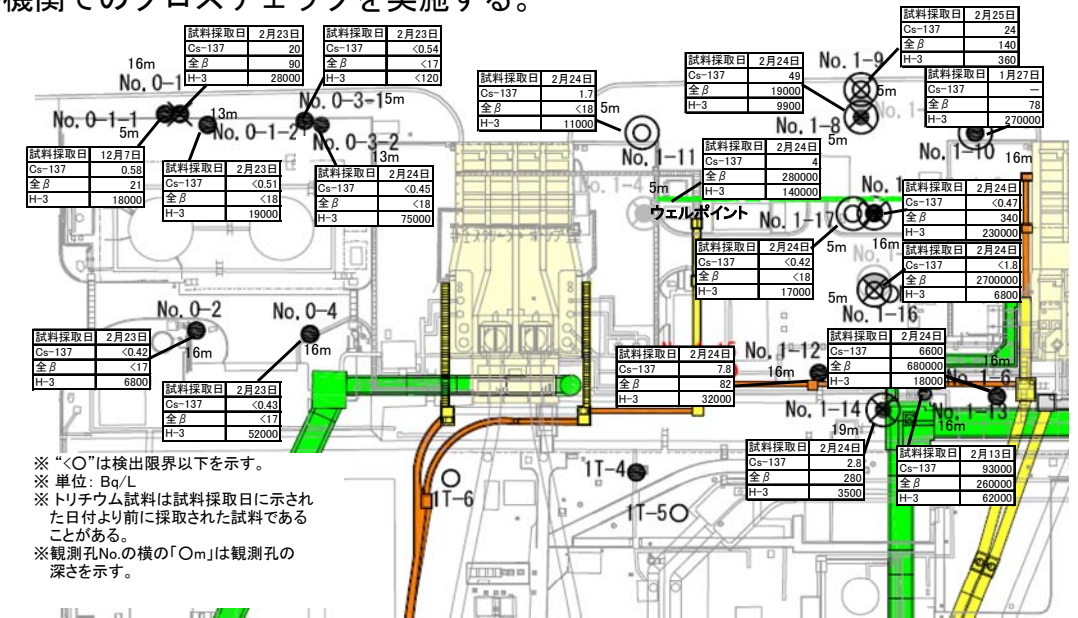 機関でのクロスチェックを実施する。
試料採取日 2月23日
Cs-137 20
全β 90
H-3 28000
試料採取日 2月23日
Cs-137 <0.54
全β <17
H-3 <120
試料採取日 2月25日
Cs-137 24
全β 140
H-3 360
16m
No. 0-1
No. 0-1-1
5m
13m
No. 0-1-2
No. 0-3-1
5m
No. 0-3-2
13m
試料採取日 2月24日
Cs-137 1.7
全β <18
H-3 11000
5m
No. 1-11
試料採取日 2月24日
Cs-137 49
全β 19000
H-3 9900
No. 1-9
5m
No. 1-8
5m
試料採取日 1月27日
Cs-137 —
全β 78
H-3 270000
No. 1-10
16m
試料採取日 12月7日
Cs-137 0.58
全β 21
H-3 18000
試料採取日 2月23日
Cs-137 <0.51
全β <18
H-3 19000
試料採取日 2月24日
Cs-137 <0.45
全β <18
H-3 75000
試料採取日 2月24日
Cs-137 4
全β 280000
H-3 140000
1-4
5m
ウェルポイント
No. 1-17
5m
No. 1
16m
試料採取日 2月24日
Cs-137 <0.47
全β 340
H-3 230000
試料採取日 2月24日
Cs-137 <0.42
全β <18
H-3 17000
試料採取日 2月24日
Cs-137 <1.8
全β 2700000
H-3 6800
5m
No. 1-16
No. 0-2
16m
No. 0-4
16m
試料採取日 2月23日
Cs-137 <0.42
全β <17
H-3 6800
試料採取日 2月23日
Cs-137 <0.43
全β <17
H-3 52000
試料採取日 2月24日
Cs-137 7.8
全β 82
H-3 32000
No. 1-12
16m
試料採取日 2月24日
Cs-137 6600
全β 680000
H-3 18000
16m
1-6
No. 1-13
16m
No. 1-14
19m
試料採取日 2月24日
Cs-137 2.8
全β 280
H-3 3500
試料採取日 2月13日
Cs-137 93000
全β 260000
H-3 62000
1T-4
1T-6
1T-5
※ “<〇”は検出限界以下を示す。
※ 単位: Bq/L
※ トリチウム試料は試料採取日に示され
た日付より前に採取された試料である
ことがある。
※観測孔No.の横の「〇m」は観測孔の
深さを示す。